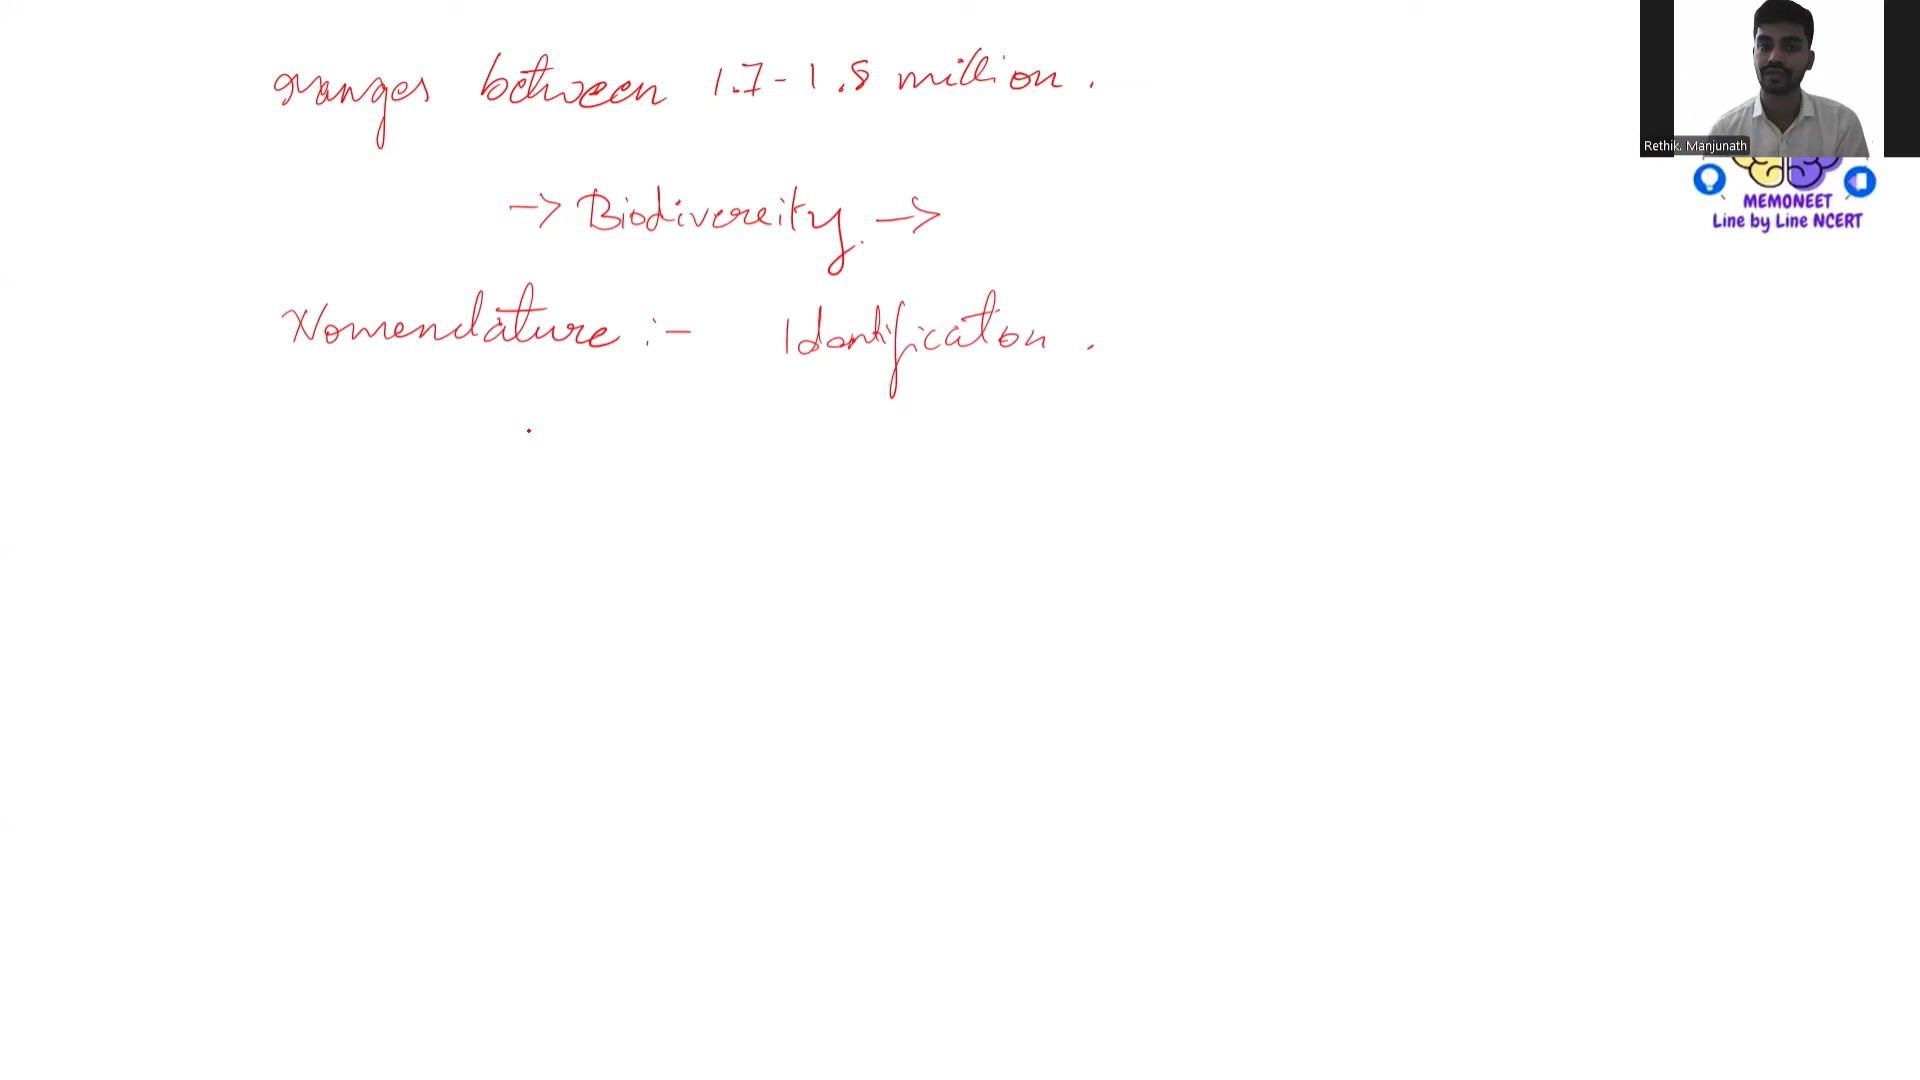 ranges between 1.7-1.8 million.
Rethik. Manjunath
MEMONEET
Line by Line NCERT
→ Biodiversity. →
Nomenclature :- Identification.